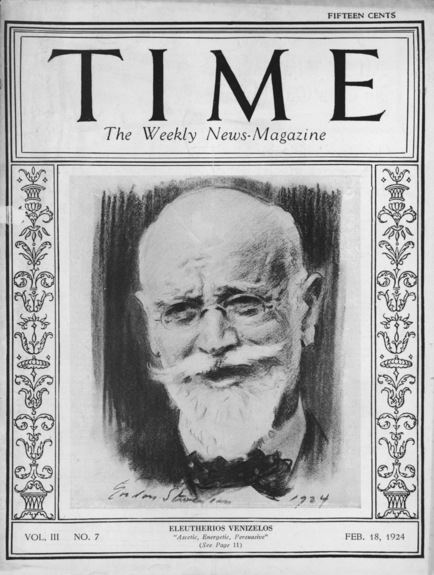 FIFTEEN CENTS
TIME
The Weekly News-Magazine
1924
ELEUTHERIOS VENIZELOS
"Ascetic, Energetic, Persuasive"
(See Page 11)
VOL. III NO. 7
FEB. 18, 1924